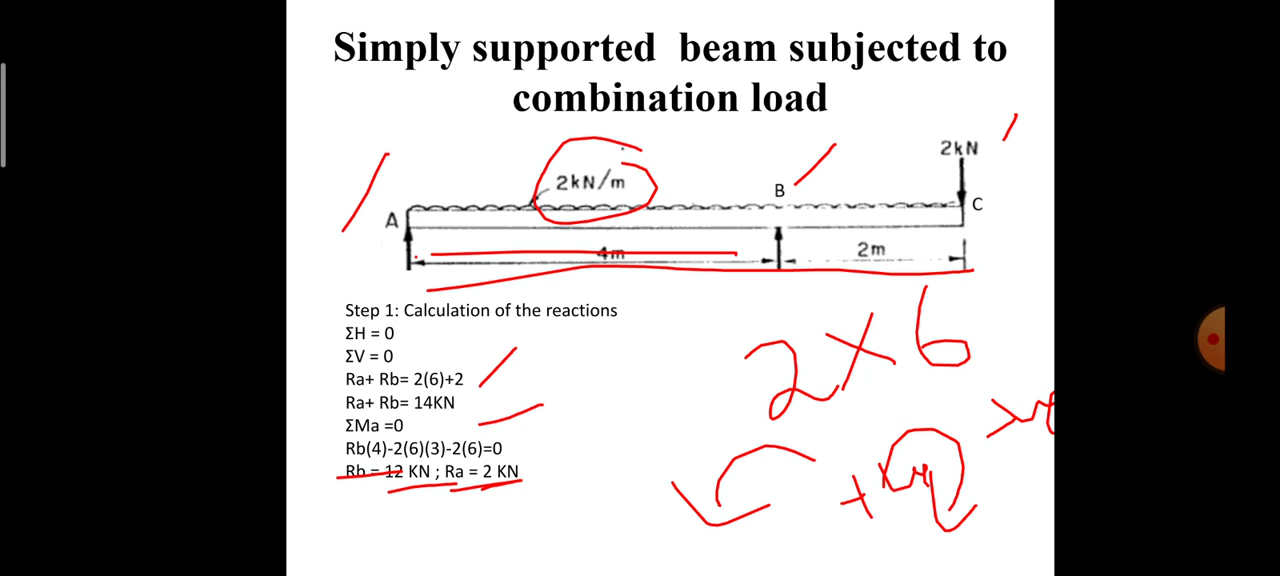 Simply supported beam subjected to
combination load
2kN
2kN/m
B
A
C
4m
2m
Step 1: Calculation of the reactions
ΣH = 0
ΣV = 0
Ra+ Rb= 2(6)+2
Ra+ Rb= 14KN
ΣMa =0
Rb(4)-2(6)(3)-2(6)=0
Rb = 12 KN ; Ra = 2 KN
2 x 6